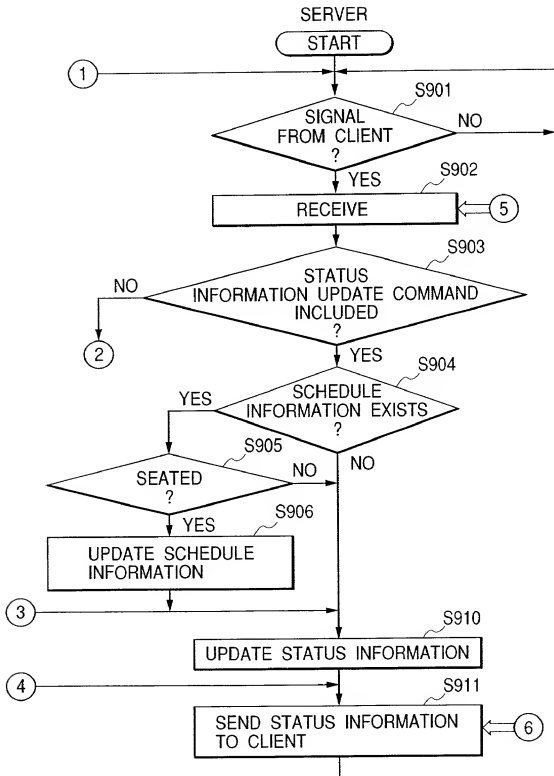 SERVER
START
1
S901
SIGNAL
FROM CLIENT
?
NO
YES
S902
RECEIVE
5
S903
STATUS
INFORMATION UPDATE COMMAND
INCLUDED
?
NO
2
YES
S904
SCHEDULE
INFORMATION EXISTS
?
YES
NO
S905
SEATED
?
NO
YES
S906
UPDATE SCHEDULE
INFORMATION
3
S910
UPDATE STATUS INFORMATION
4
S911
SEND STATUS INFORMATION
TO CLIENT
6